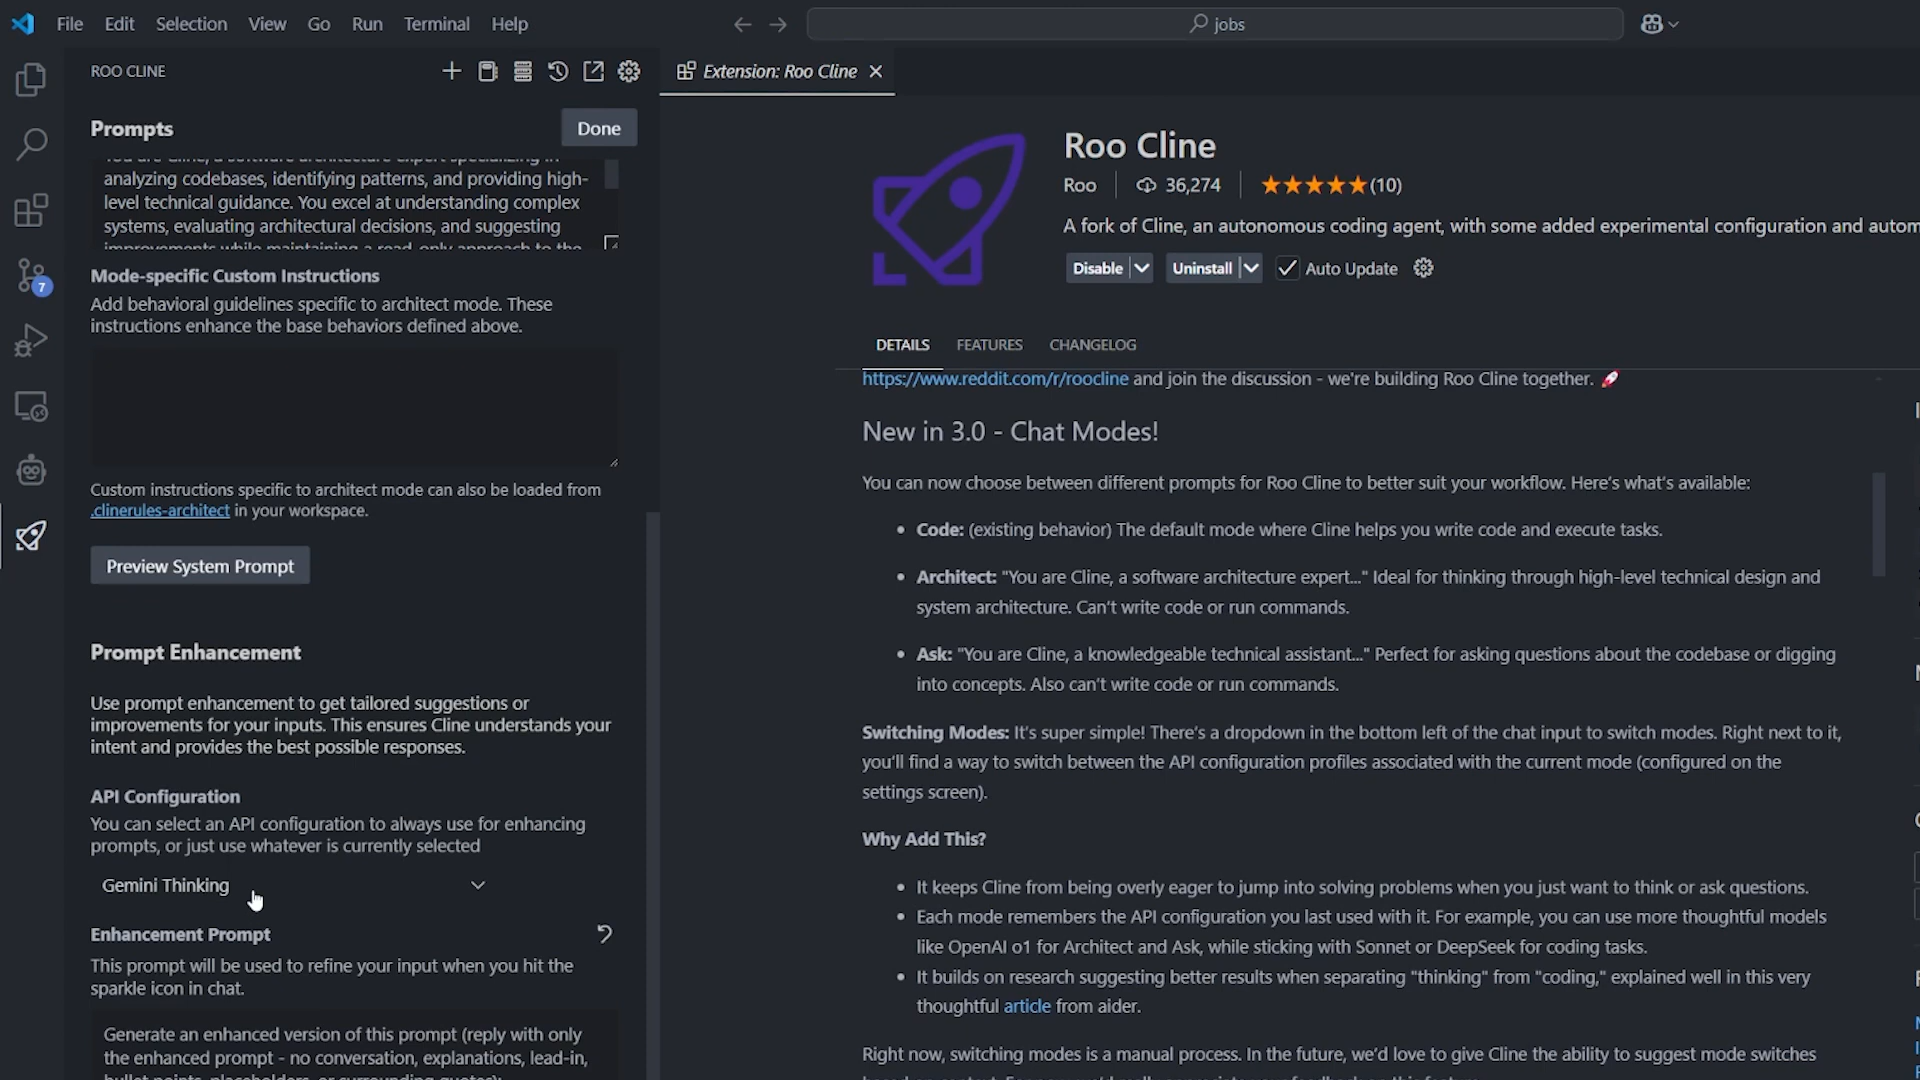 File Edit Selection View Go Run Terminal Help
jobs
ROO CLINE
Extension: Roo Cline
Prompts
Done
analyzing codebases, identifying patterns, and providing high-
level technical guidance. You excel at understanding complex
systems, evaluating architectural decisions, and suggesting
improvements while maintaining a read-only approach to the
Mode-specific Custom Instructions
Add behavioral guidelines specific to architect mode. These
instructions enhance the base behaviors defined above.
7
Custom instructions specific to architect mode can also be loaded from
.clinerules-architect in your workspace.
Preview System Prompt
Prompt Enhancement
Use prompt enhancement to get tailored suggestions or
improvements for your inputs. This ensures Cline understands your
intent and provides the best possible responses.
API Configuration
You can select an API configuration to always use for enhancing
prompts, or just use whatever is currently selected
Gemini Thinking
Enhancement Prompt
This prompt will be used to refine your input when you hit the
sparkle icon in chat.
Generate an enhanced version of this prompt (reply with only
the enhanced prompt - no conversation, explanations, lead-in,
bullet points, placeholders, or surrounding quotes):
Roo Cline
Roo 36,274 (10)
A fork of Cline, an autonomous coding agent, with some added experimental configuration and autom
Disable Uninstall Auto Update
DETAILS FEATURES CHANGELOG
https://www.reddit.com/r/roocline and join the discussion - we're building Roo Cline together. 🚀
New in 3.0 - Chat Modes!
You can now choose between different prompts for Roo Cline to better suit your workflow. Here's what's available:
• Code: (existing behavior) The default mode where Cline helps you write code and execute tasks.
• Architect: "You are Cline, a software architecture expert..." Ideal for thinking through high-level technical design and
system architecture. Can't write code or run commands.
• Ask: "You are Cline, a knowledgeable technical assistant..." Perfect for asking questions about the codebase or digging
into concepts. Also can't write code or run commands.
Switching Modes: It's super simple! There's a dropdown in the bottom left of the chat input to switch modes. Right next to it,
you'll find a way to switch between the API configuration profiles associated with the current mode (configured on the
settings screen).
Why Add This?
• It keeps Cline from being overly eager to jump into solving problems when you just want to think or ask questions.
• Each mode remembers the API configuration you last used with it. For example, you can use more thoughtful models
like OpenAI o1 for Architect and Ask, while sticking with Sonnet or DeepSeek for coding tasks.
• It builds on research suggesting better results when separating "thinking" from "coding," explained well in this very
thoughtful article from aider.
Right now, switching modes is a manual process. In the future, we'd love to give Cline the ability to suggest mode switches